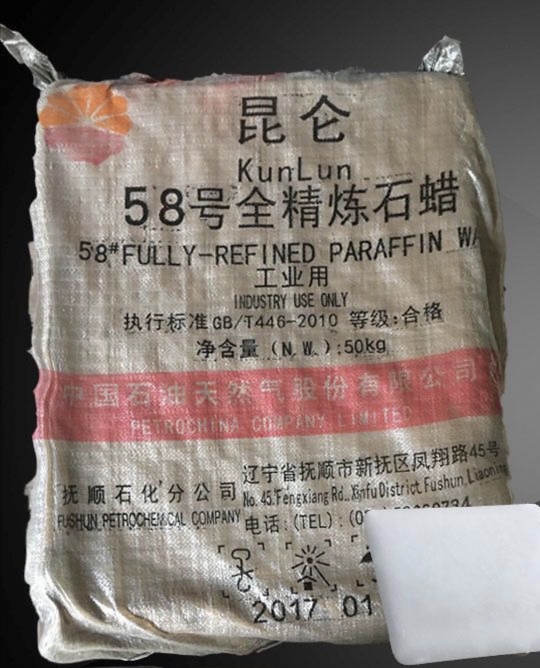 昆仑
KunLun
58号全精炼石蜡
58#FULLY-REFINED PARAFFIN
工业用
INDUSTRY USE ONLY
执行标准GB/T446-2010 等级:合格
净含量(N.W.):50kg
中国石油天然气股份有限公司
PETROCHINA COMPANY LIMITED
抚顺石化分公司
FUSHUN PETROCHEMICAL COMPANY
辽宁省抚顺市新抚区凤翔路45号
No.45.Fengxiang Rd., Xinfu District, Fushun, Liaoning
电话:(TEL):
2017 01